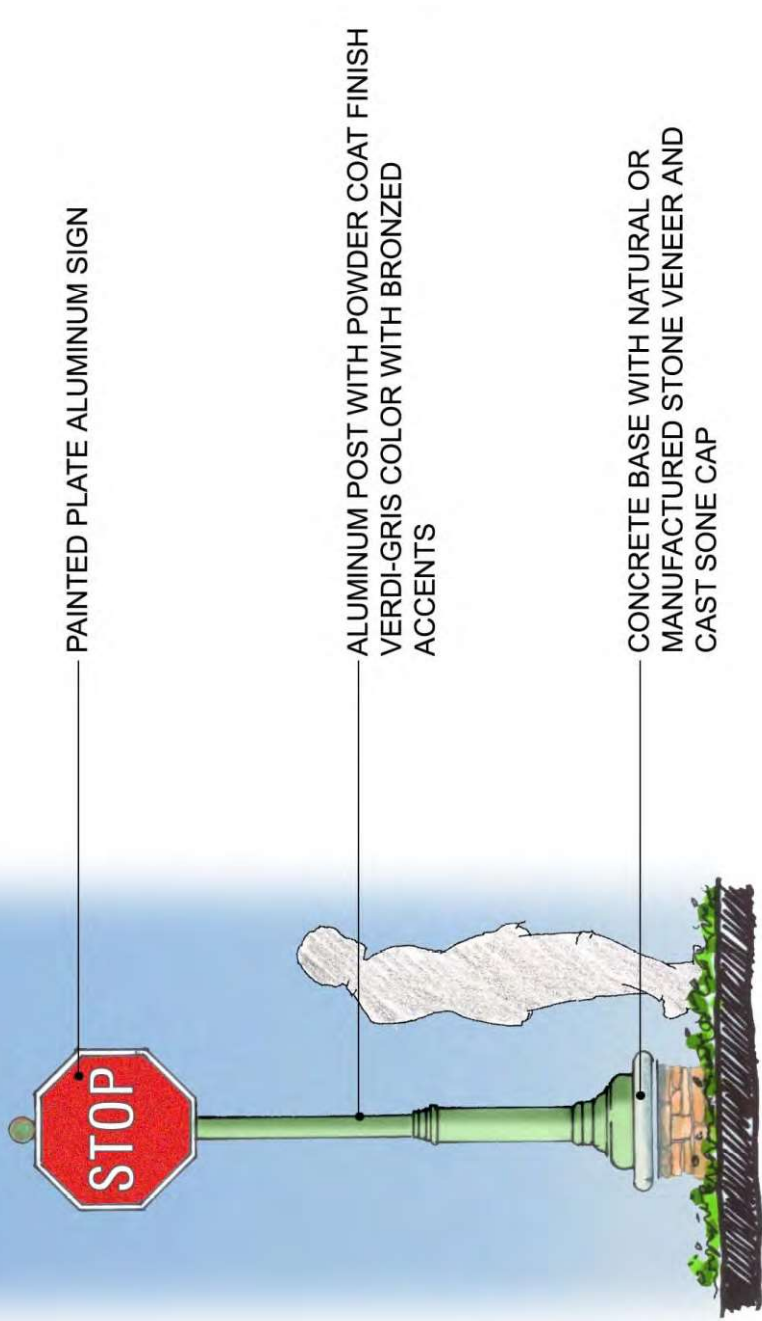 STOP
PAINTED PLATE ALUMINUM SIGN
ALUMINUM POST WITH POWDER COAT FINISH
VERDI-GRIS COLOR WITH BRONZED
ACCENTS
CONCRETE BASE WITH NATURAL OR
MANUFACTURED STONE VENEER AND
CAST SONE CAP